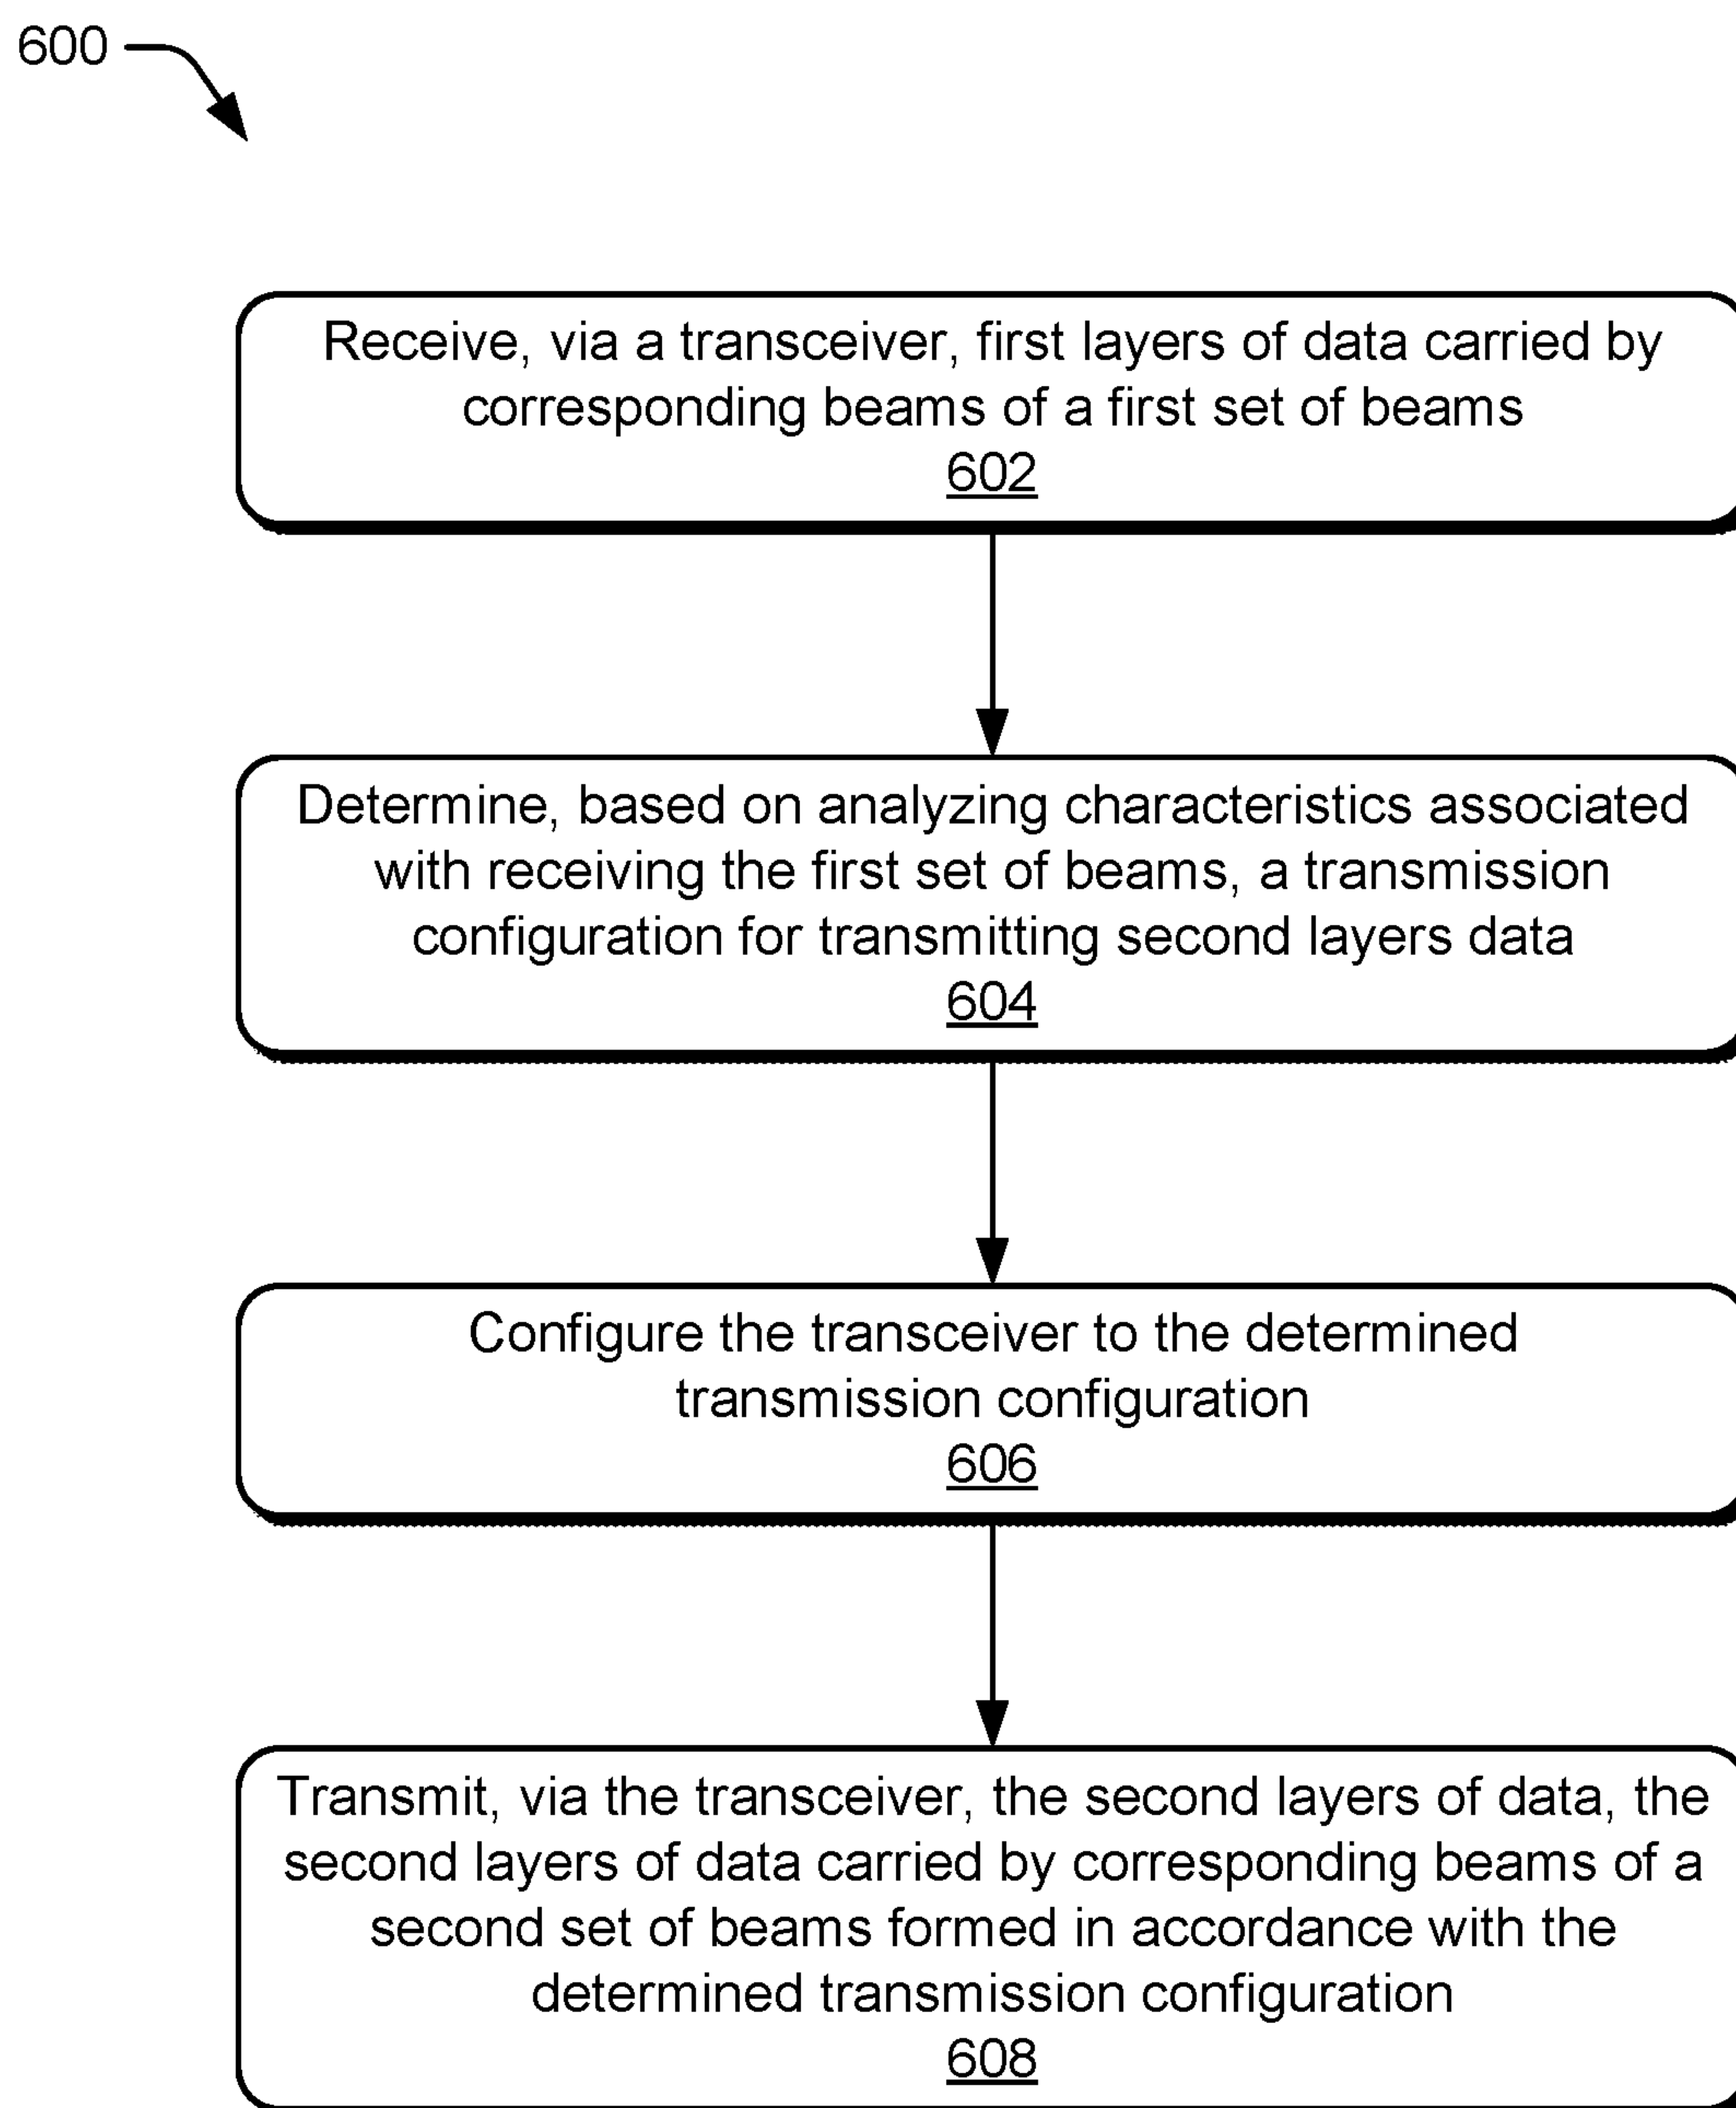 600
Receive, via a transceiver, first layers of data carried by
corresponding beams of a first set of beams
602
Determine, based on analyzing characteristics associated
with receiving the first set of beams, a transmission
configuration for transmitting second layers data
604
Configure the transceiver to the determined
transmission configuration
606
Transmit, via the transceiver, the second layers of data, the
second layers of data carried by corresponding beams of a
second set of beams formed in accordance with the
determined transmission configuration
608